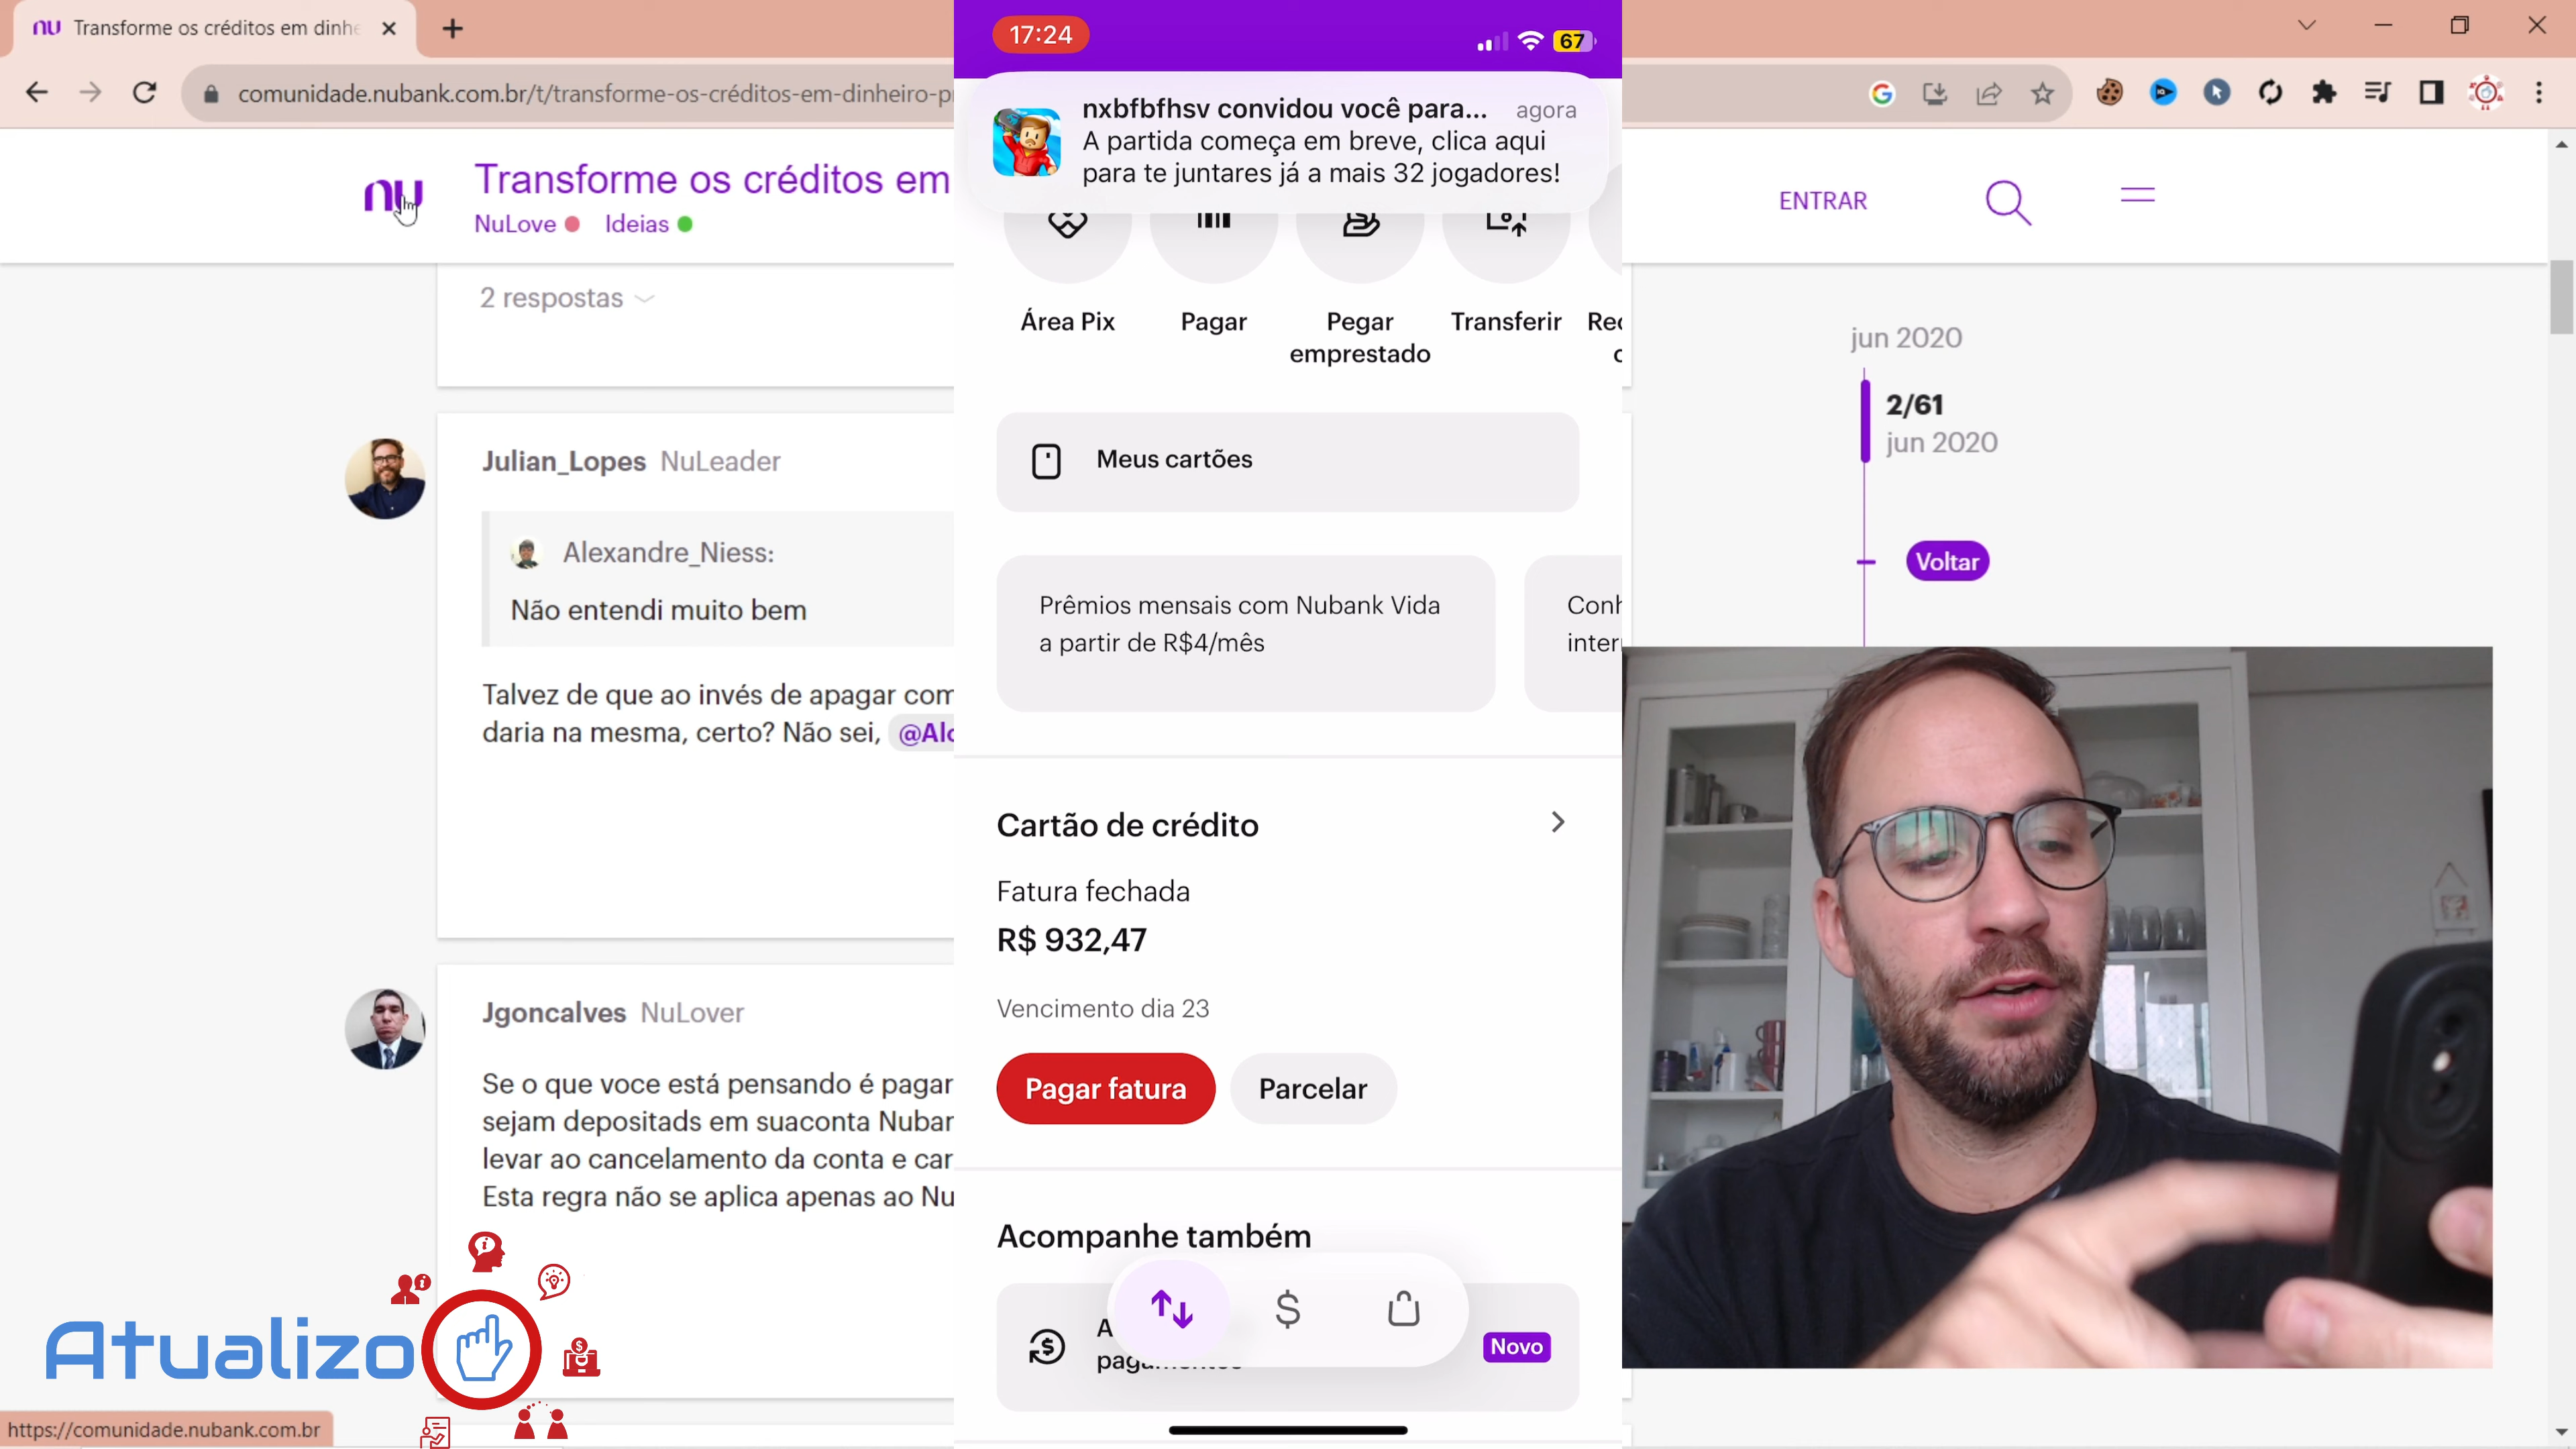 nu Transforme os créditos em dinhe
comunidade.nubank.com.br/t/transforme-os-créditos-em-dinheiro-p
nu
Transforme os créditos em
NuLove
Ideias
2 respostas
Julian_Lopes NuLeader
Alexandre_Niess:
Não entendi muito bem
Talvez de que ao invés de apagar com
daria na mesma, certo? Não sei, @Alo
Jgoncalves NuLover
Se o que voce está pensando é pagar
sejam depositads em suaconta Nubar
levar ao cancelamento da conta e car
Esta regra não se aplica apenas ao Nu
Atualizo
https://comunidade.nubank.com.br
17:24
67
nxbfbfhsv convidou você para...
agora
A partida começa em breve, clica aqui
para te juntares já a mais 32 jogadores!
Área Pix
Pagar
Pegar
emprestado
Transferir
Rec
Meus cartões
Prêmios mensais com Nubank Vida
a partir de R$4/mês
Conh
inter
Cartão de crédito
Fatura fechada
R$ 932,47
Vencimento dia 23
Pagar fatura
Parcelar
Acompanhe também
Novo
ENTRAR
jun 2020
2/61
jun 2020
Voltar